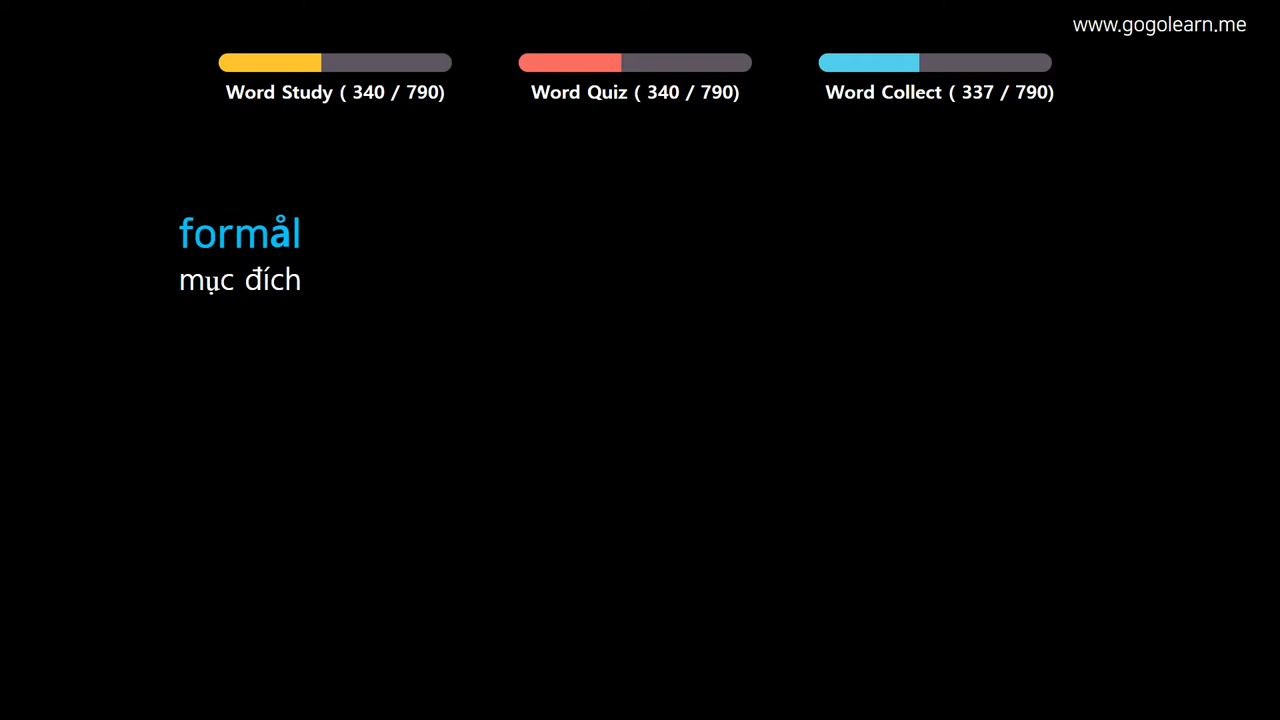 www.gogolearn.me
Word Study ( 340 / 790)
Word Quiz ( 340 / 790)
Word Collect ( 337 / 790)
formål
mục đích